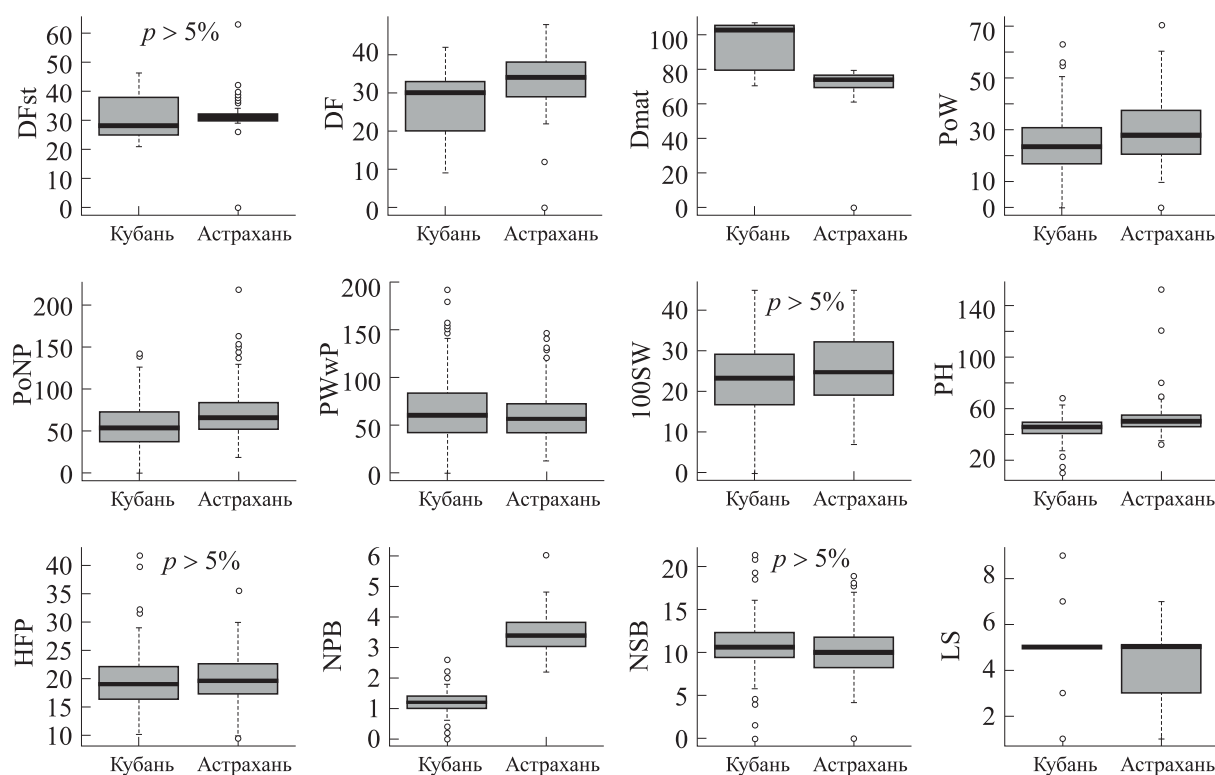 DFst
60
50
40
30
20
10
0
p > 5%
Кубань
Астрахань
DF
40
30
20
10
0
Кубань
Астрахань
Dmat
100
80
60
40
20
0
Кубань
Астрахань
PoW
70
50
30
10
0
Кубань
Астрахань
PoNP
200
150
100
50
0
Кубань
Астрахань
PWwP
200
150
100
50
0
Кубань
Астрахань
100SW
40
30
20
10
0
p > 5%
Кубань
Астрахань
PH
140
100
60
20
Кубань
Астрахань
HFP
40
35
30
25
20
15
10
p > 5%
Кубань
Астрахань
NPB
6
5
4
3
2
1
0
Кубань
Астрахань
NSB
20
15
10
5
0
p > 5%
Кубань
Астрахань
LS
8
6
4
2
Кубань
Астрахань